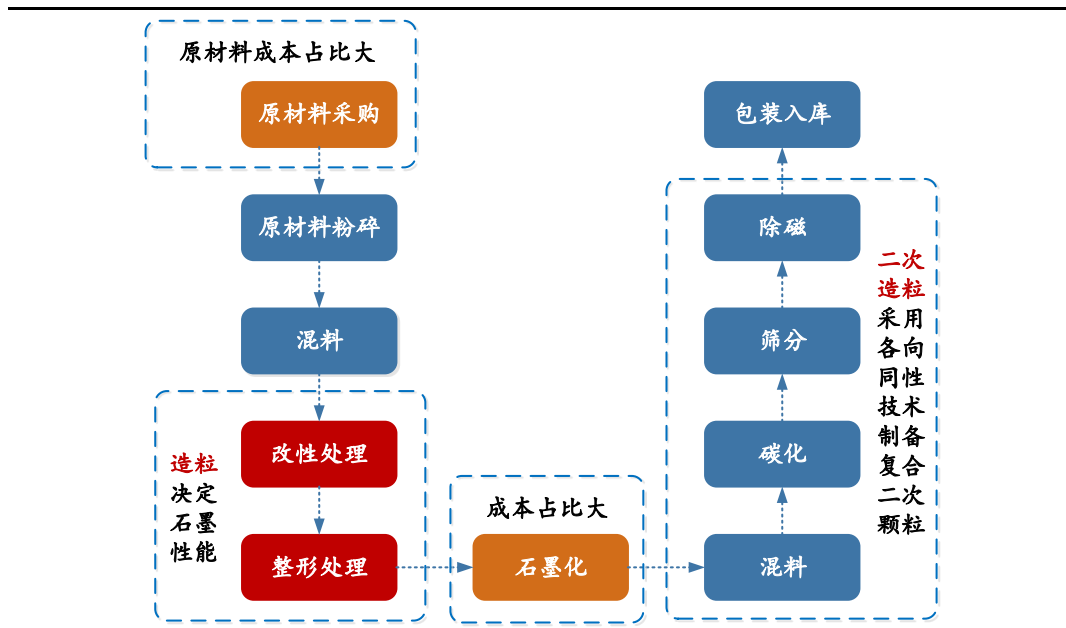 原材料成本占比大
原材料采购
原材料粉碎
混料
造粒
决定
石墨
性能
改性处理
整形处理
成本占比大
石墨化
混料
碳化
筛分
除磁
包装入库
二次
造粒
采用
各向
同性
技术
制备
复合
二次
颗粒